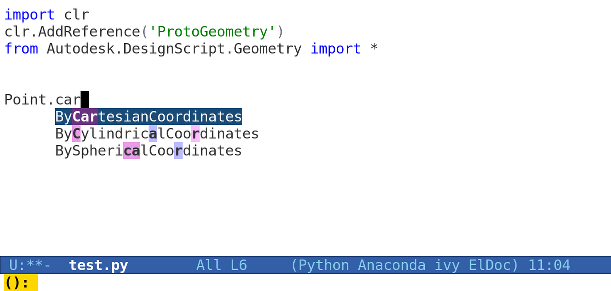 import clr
clr.AddReference('ProtoGeometry')
from Autodesk.DesignScript.Geometry import *
Point.car
ByCartesianCoordinates
ByCylindricalCoordinates
BySphericalCoordinates
U:**-  test.py        All L6     (Python Anaconda ivy ElDoc) 11:04
():